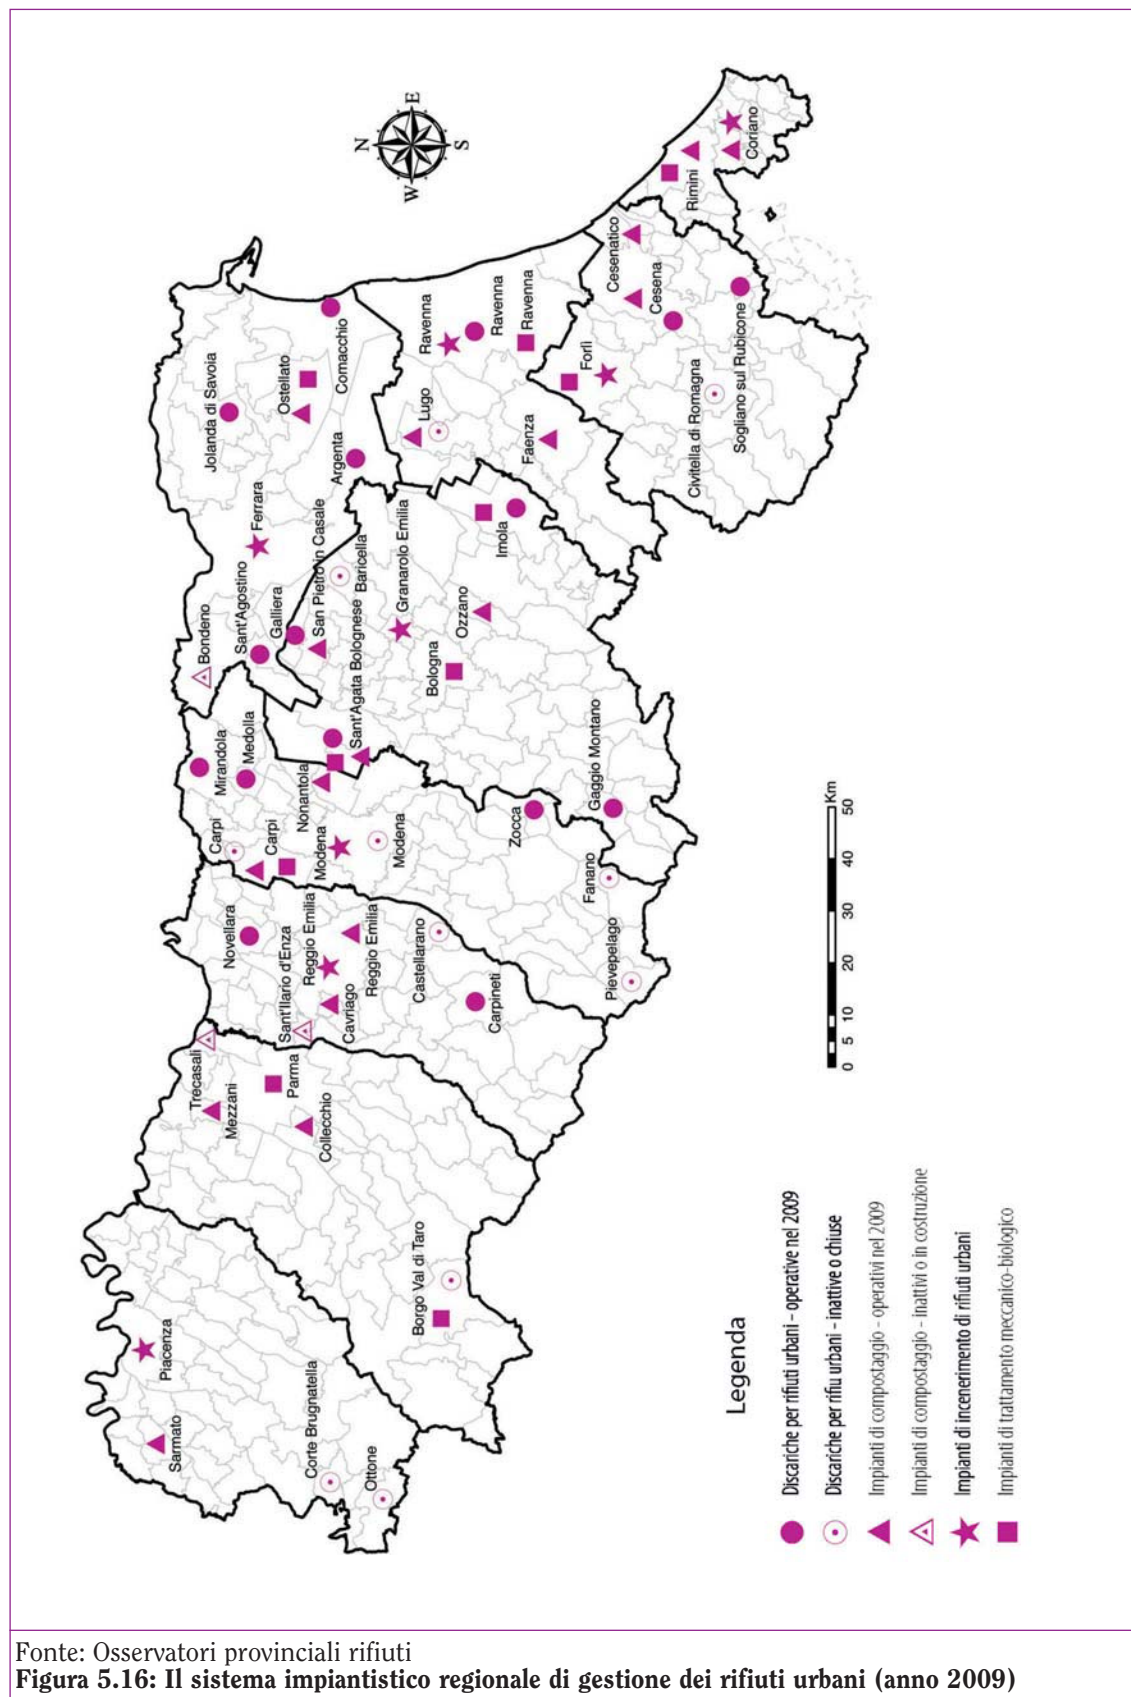 N
E
S
W
Piacenza
Sarmato
Corte Brugnatella
Ottone
Borgo Val di Taro
Trecasali
Mezzani
Parma
Collecchio
Novellara
Sant'Ilario d'Enza
Reggio Emilia
Cavriago
Reggio Emilia
Castellarano
Carpineti
Mirandola
Medolla
Carpi
Carpi
Nonantola
Modena
Modena
Zocca
Fanano
Pievepelago
Bondeno
Sant'Agostino
Galliera
Ferrara
Jolanda di Savoia
Ostellato
Comacchio
Argenta
San Pietro in Casale
Baricella
Sant'Agata Bolognese
Granarolo Emilia
Bologna
Ozzano
Imola
Gaggio Montano
Ravenna
Ravenna
Ravenna
Lugo
Faenza
Forlì
Cesenatico
Cesena
Civitella di Romagna
Sogliano sul Rubicone
Rimini
Coriano
0 5 10 20 30 40 50
Km
Legenda
Discariche per rifiuti urbani - operative nel 2009
Discariche per rifiu urbani - inattive o chiuse
Impianti di compostaggio - operativi nel 2009
Impianti di compostaggio - inattivi o in costruzione
Impianti di incenerimento di rifiuti urbani
Impianti di trattamento meccanico-biologico
Fonte: Osservatori provinciali rifiuti
Figura 5.16: Il sistema impiantistico regionale di gestione dei rifiuti urbani (anno 2009)